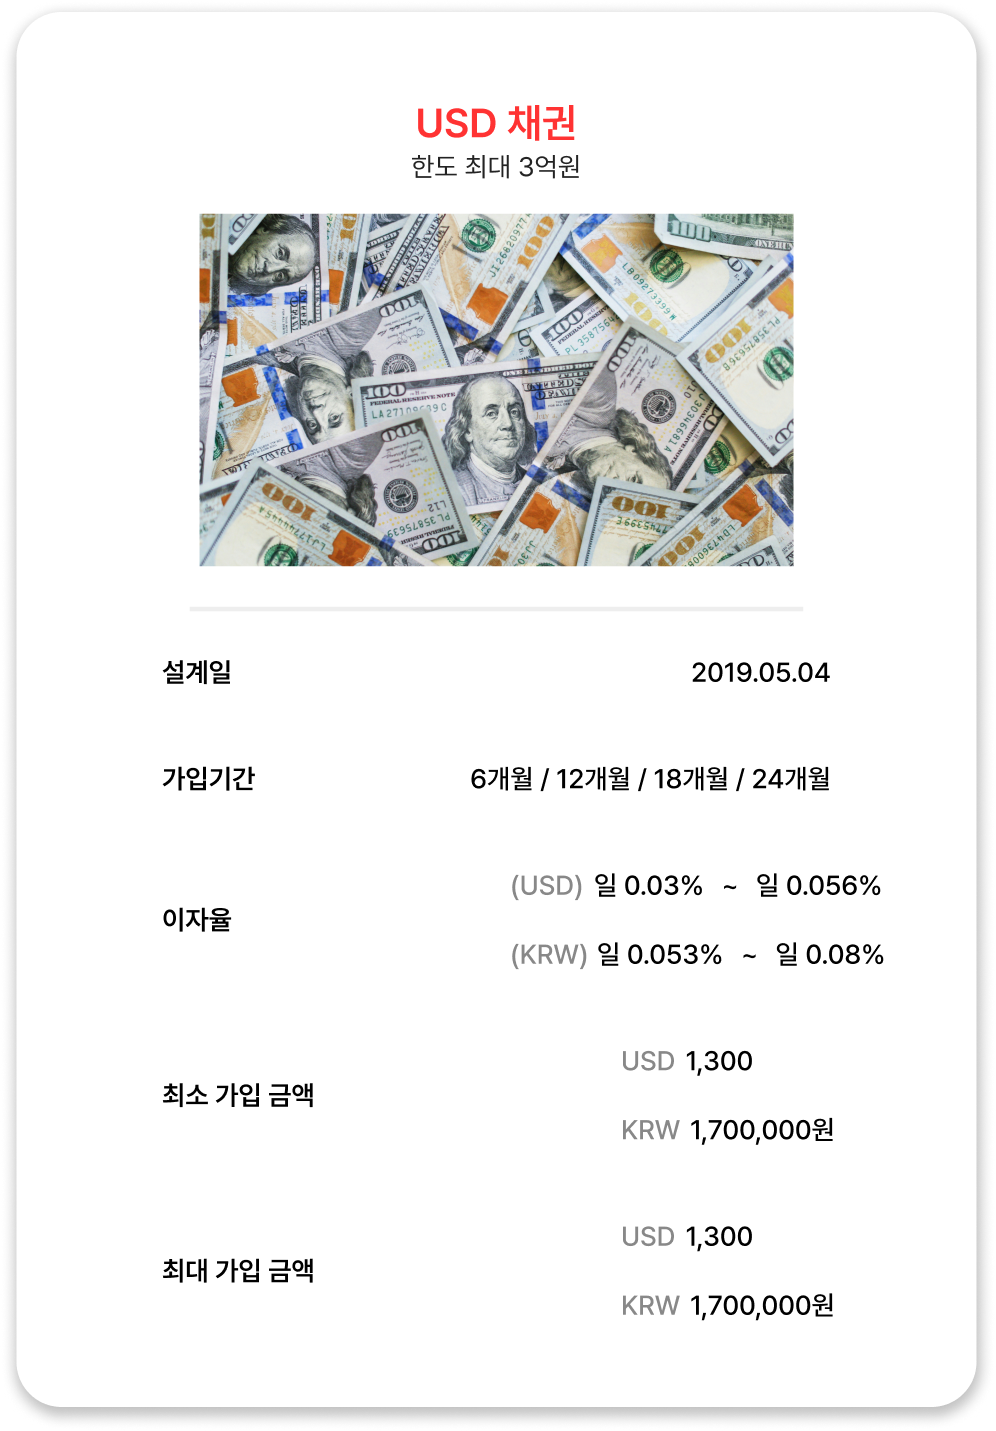 USD 채권
한도 최대 3억원
설계일 2019.05.04
가입기간 6개월 / 12개월 / 18개월 / 24개월
이자율
(USD) 일 0.03% ~ 일 0.056%
(KRW) 일 0.053% ~ 일 0.08%
최소 가입 금액
USD 1,300
KRW 1,700,000원
최대 가입 금액
USD 1,300
KRW 1,700,000원